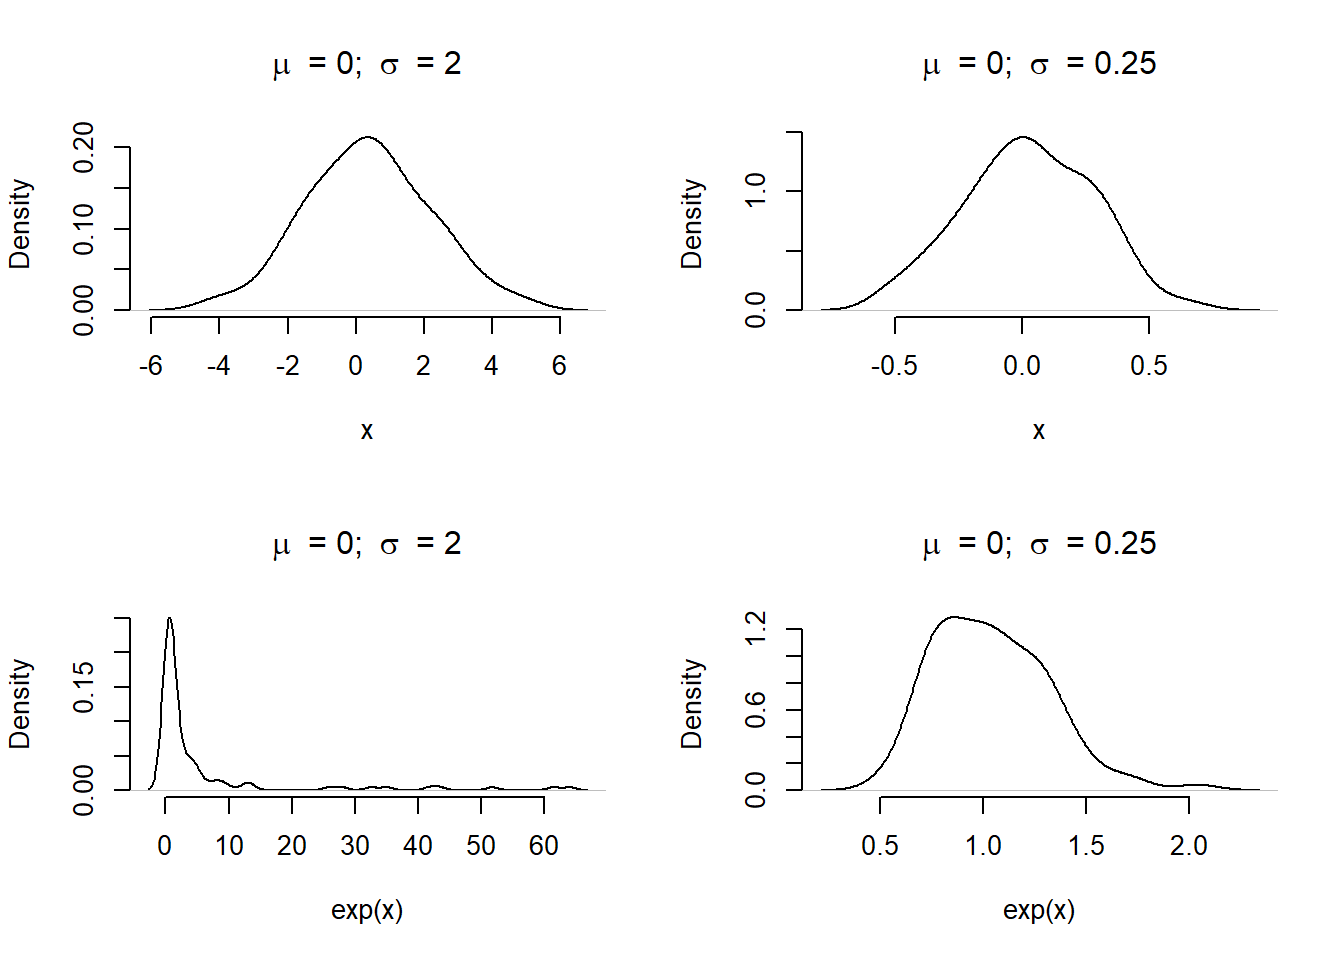 μ = 0; σ = 2
Density
0.00 0.10 0.20
-6 -4 -2 0 2 4 6
x
μ = 0; σ = 0.25
Density
0.0 1.0
-0.5 0.0 0.5
x
μ = 0; σ = 2
Density
0.00 0.15
0 10 20 30 40 50 60
exp(x)
μ = 0; σ = 0.25
Density
0.0 0.6 1.2
0.5 1.0 1.5 2.0
exp(x)